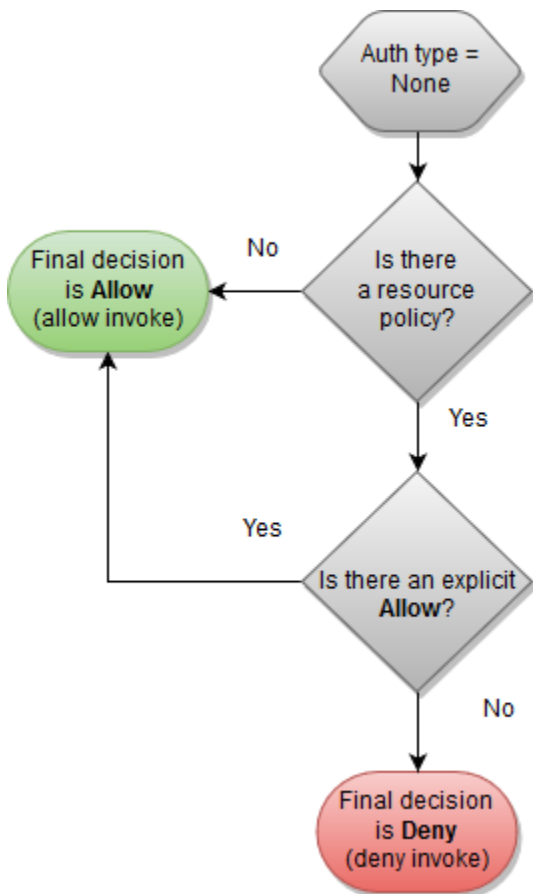 Auth type =
None
No
Final decision
is Allow
(allow invoke)
Is there
a resource
policy?
Yes
Yes
Is there an explicit
Allow?
No
Final decision
is Deny
(deny invoke)